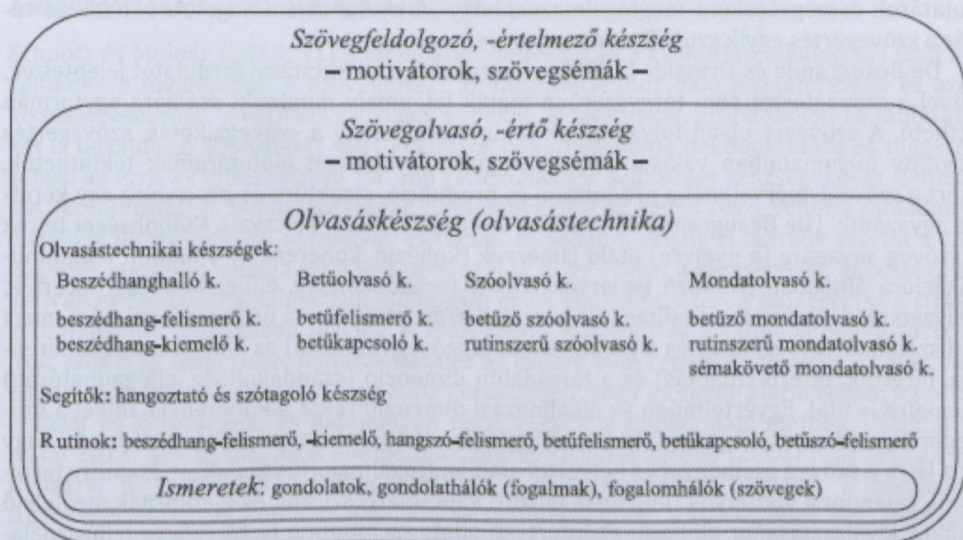 Szövegfeldolgozó, -értelmező készség
– motivátorok, szövegsémák –
Szövegolvasó, -értő készség
– motivátorok, szövegsémák –
Olvasáskészség (olvasástechnika)
Olvasástechnikai készségek:
Beszédhanghalló k. Betűolvasó k. Szóolvasó k. Mondatolvasó k.
beszédhang-felismerő k. betűfelismerő k. betűző szóolvasó k. betűző mondatolvasó k.
beszédhang-kiemelő k. betűkapcsoló k. rutinszerű szóolvasó k. rutinszerű mondatolvasó k.
sémakövető mondatolvasó k.
Segítők: hangoztató és szótagoló készség
Rutinok: beszédhang-felismerő, -kiemelő, hangszó-felismerő, betűfelismerő, betűkapcsoló, betűszó-felismerő
Ismeretek: gondolatok, gondolathálók (fogalmak), fogalomhálók (szövegek)